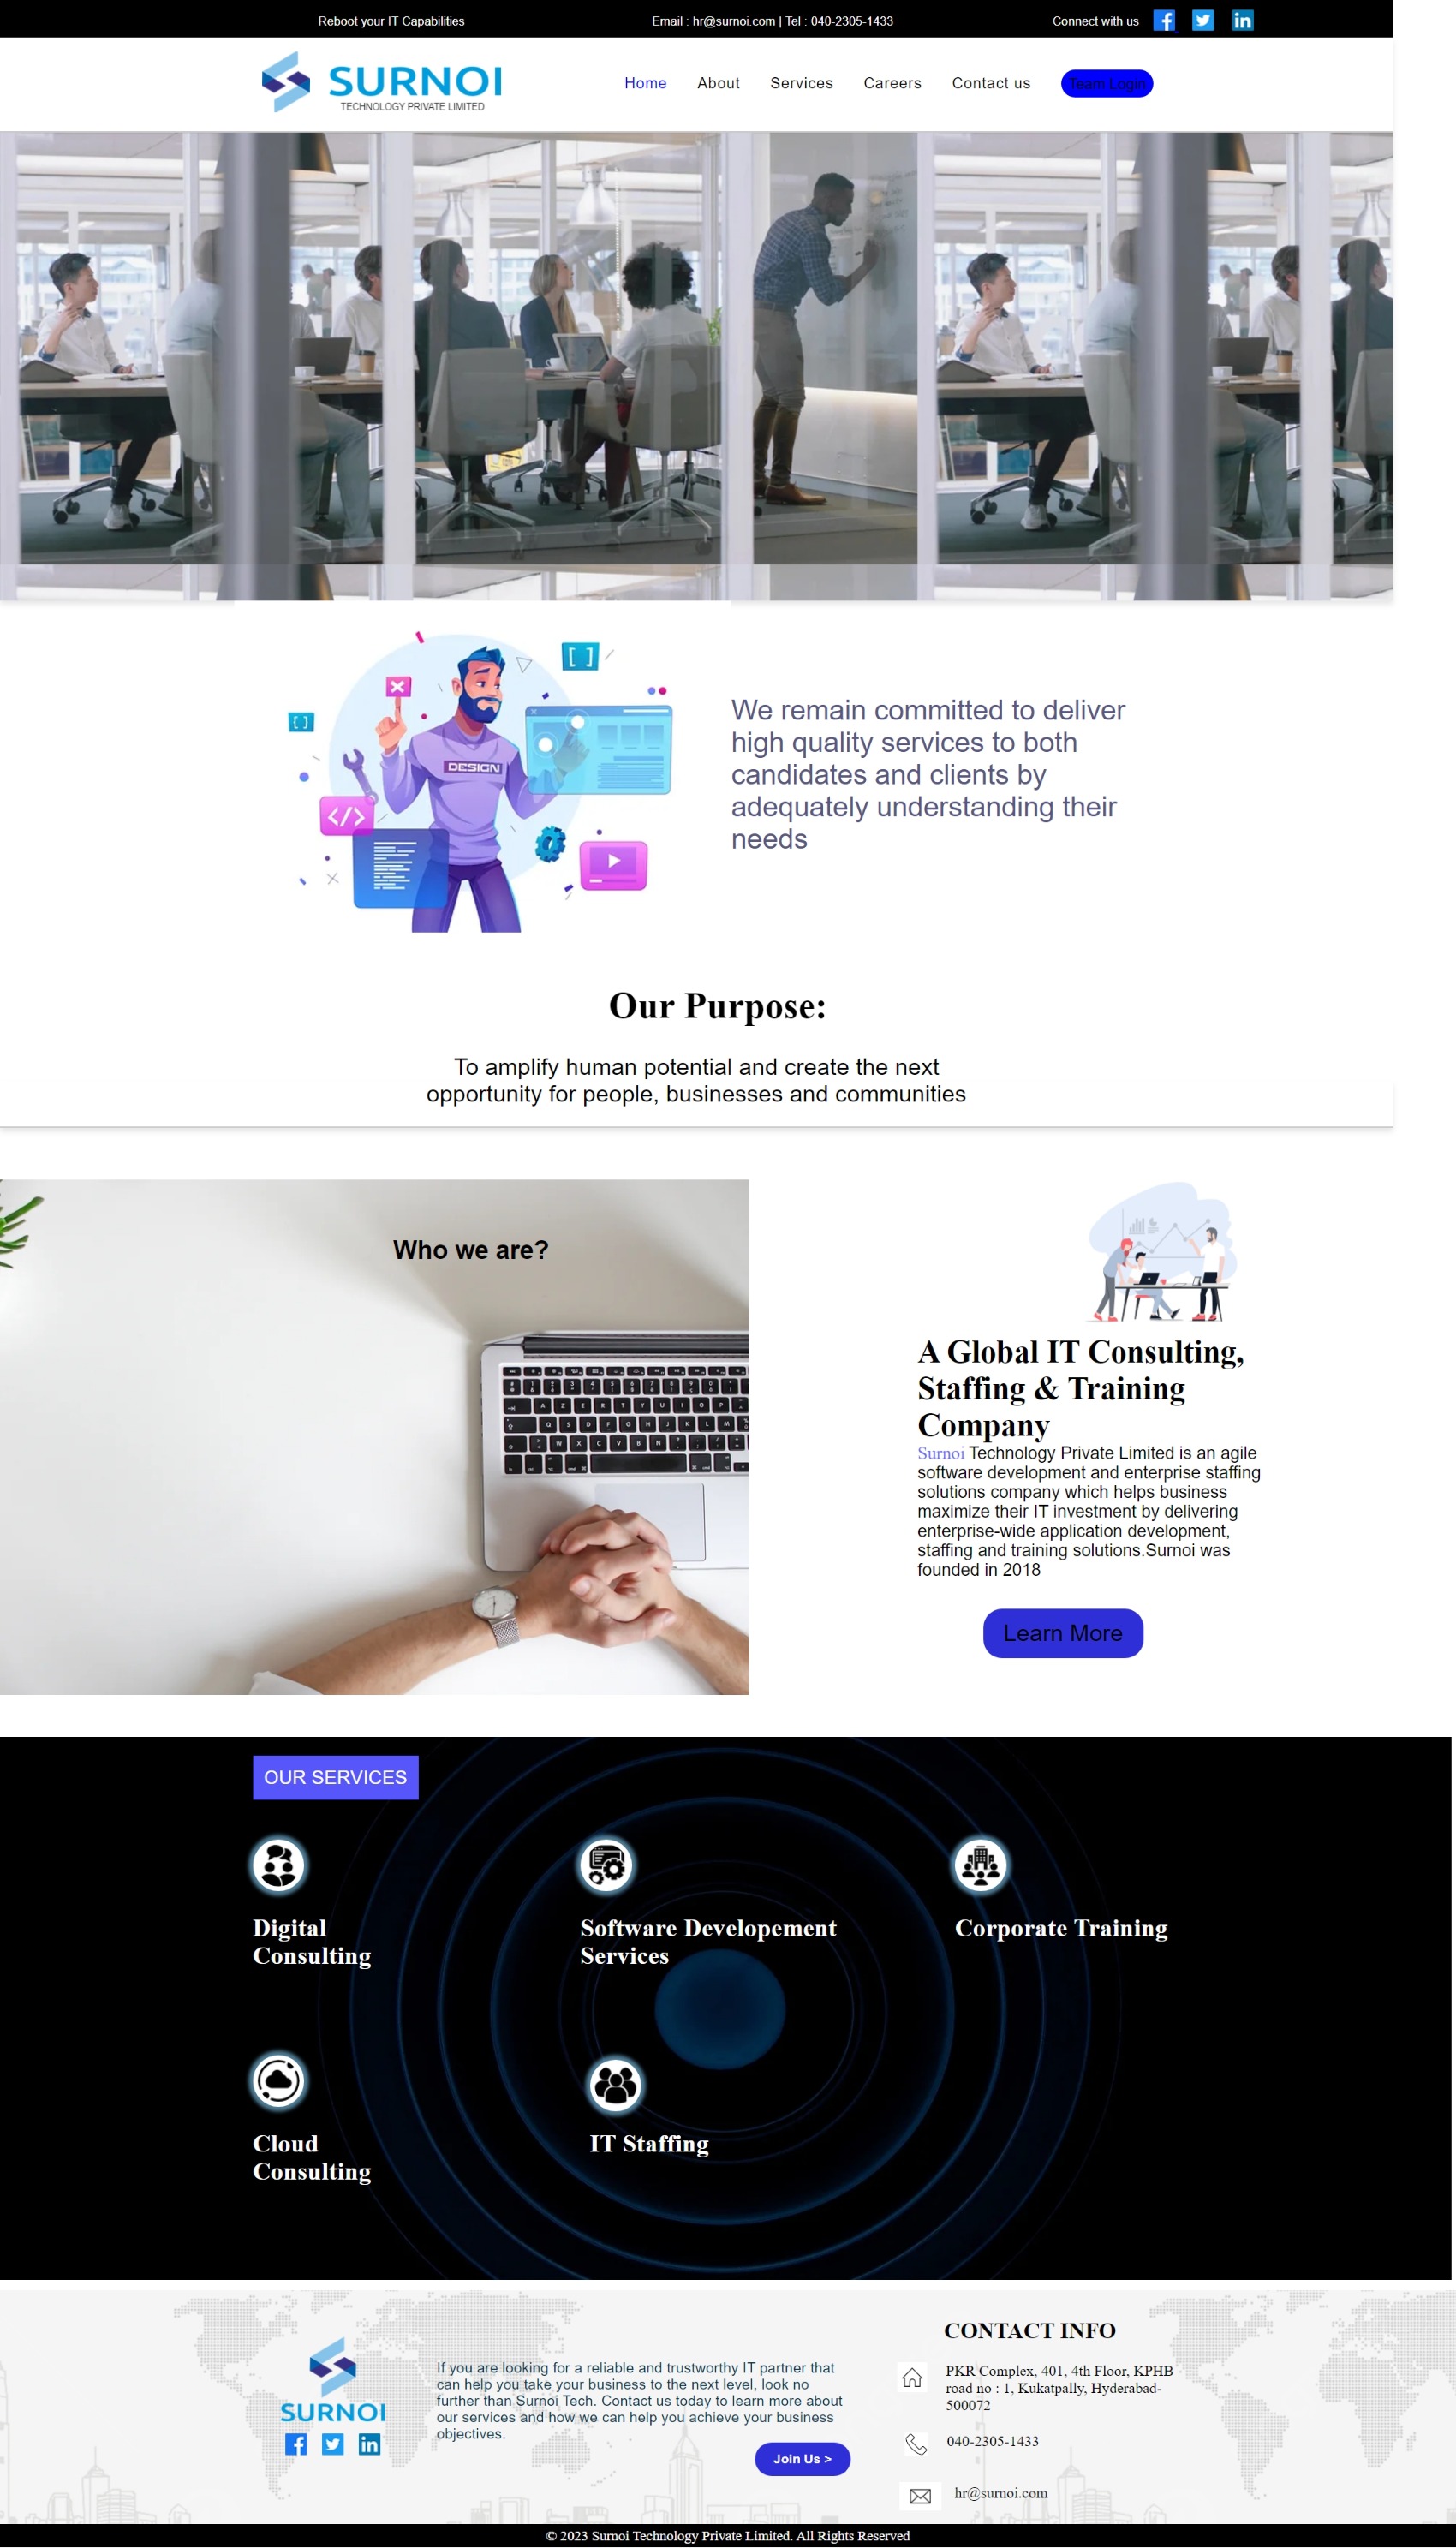 Reboot your IT Capabilities
Email : hr@surnoi.com | Tel : 040-2305-1433
Connect with us
SURNOI
TECHNOLOGY PRIVATE LIMITED
Home
About
Services
Careers
Contact us
Team Login
DESIGN
We remain committed to deliver
high quality services to both
candidates and clients by
adequately understanding their
needs
Our Purpose:
To amplify human potential and create the next
opportunity for people, businesses and communities
Who we are?
A Global IT Consulting,
Staffing & Training
Company
Surnoi Technology Private Limited is an agile
software development and enterprise staffing
solutions company which helps business
maximize their IT investment by delivering
enterprise-wide application development,
staffing and training solutions.Surnoi was
founded in 2018
Learn More
OUR SERVICES
Digital
Consulting
Software Developement
Services
Corporate Training
Cloud
Consulting
IT Staffing
SURNOI
If you are looking for a reliable and trustworthy IT partner that
can help you take your business to the next level, look no
further than Surnoi Tech. Contact us today to learn more about
our services and how we can help you achieve your business
objectives.
Join Us >
CONTACT INFO
PKR Complex, 401, 4th Floor, KPHB
road no : 1, Kukatpally, Hyderabad-
500072
040-2305-1433
hr@surnoi.com
© 2023 Surnoi Technology Private Limited. All Rights Reserved